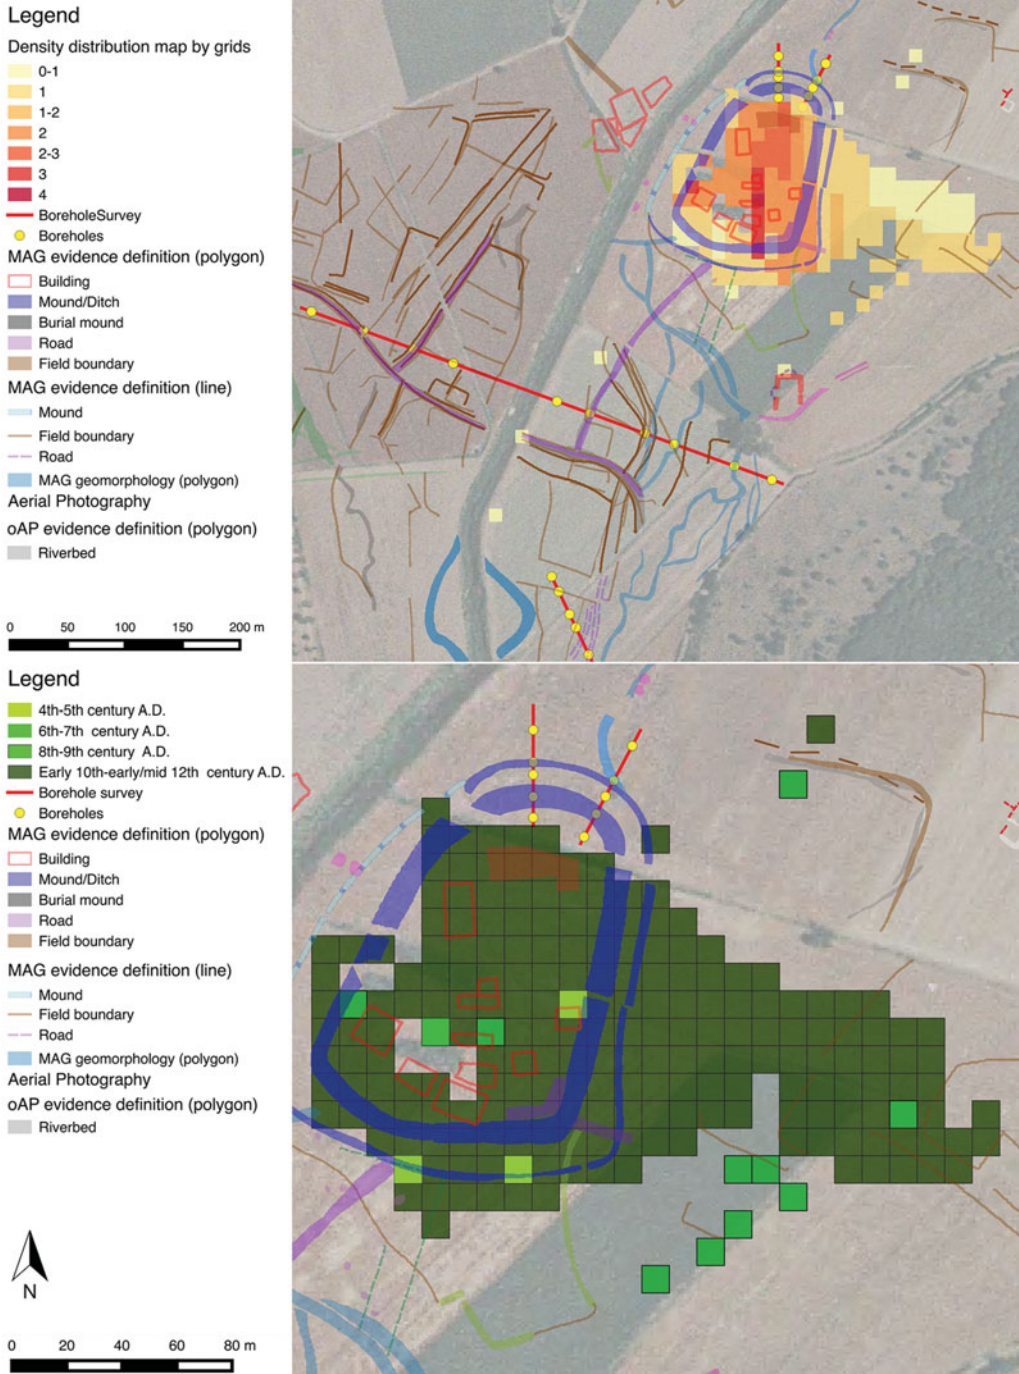 Legend
Density distribution map by grids
0-1
1
1-2
2
2-3
3
4
BoreholeSurvey
Boreholes
MAG evidence definition (polygon)
Building
Mound/Ditch
Burial mound
Road
Field boundary
MAG evidence definition (line)
Mound
Field boundary
Road
MAG geomorphology (polygon)
Aerial Photography
oAP evidence definition (polygon)
Riverbed
0 50 100 150 200 m
Legend
4th-5th century A.D.
6th-7th century A.D.
8th-9th century A.D.
Early 10th-early/mid 12th century A.D.
Borehole survey
Boreholes
MAG evidence definition (polygon)
Building
Mound/Ditch
Burial mound
Road
Field boundary
MAG evidence definition (line)
Mound
Field boundary
Road
MAG geomorphology (polygon)
Aerial Photography
oAP evidence definition (polygon)
Riverbed
N
0 20 40 60 80 m